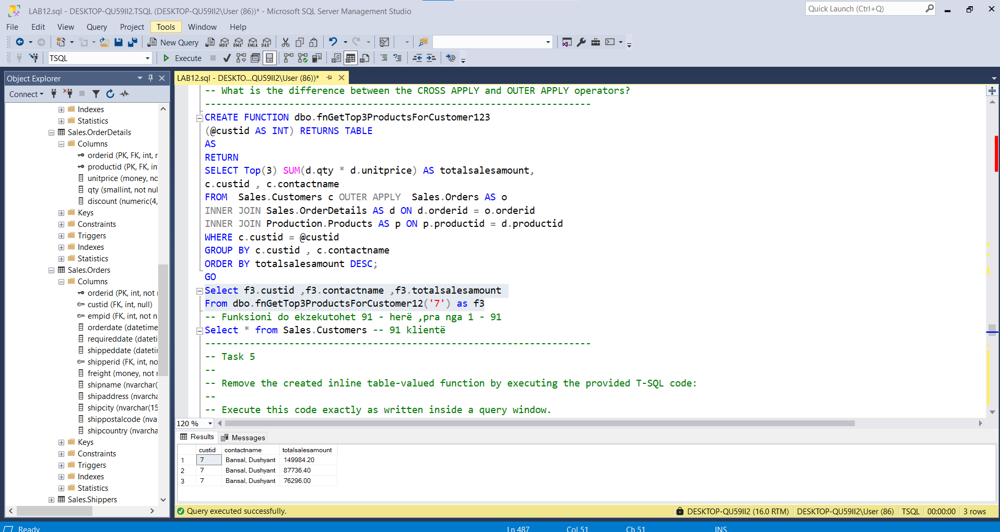 LAB12.sql - DESKTOP-QU59II2.TSQL (DESKTOP-QU59II2\User (86))* - Microsoft SQL Server Management Studio
Quick Launch (Ctrl+Q)
File Edit View Query Project Tools Window Help
New Query MDX DMX XMLA DAX
TSQL Execute
Object Explorer
Connect
Indexes
Statistics
Sales.OrderDetails
Columns
orderid (PK, FK, int, r
productid (PK, FK, in
unitprice (money, no
qty (smallint, not nul
discount (numeric(4,
Keys
Constraints
Triggers
Indexes
Statistics
Sales.Orders
Columns
orderid (PK, int, not
custid (FK, int, null)
empid (FK, int, not n
orderdate (datetime
requireddate (dateti
shippeddate (datetin
shipperid (FK, int, no
freight (money, not
shipname (nvarchar(
shipaddress (nvarcha
shipcity (nvarchar(15
shippostalcode (nva
shipcountry (nvarcha
Keys
Constraints
Triggers
Indexes
Statistics
Sales.Shippers
LAB12.sql - DESKTO...QU59II2\User (86))*
-- What is the difference between the CROSS APPLY and OUTER APPLY operators?
---------------------------------------------------------------------
CREATE FUNCTION dbo.fnGetTop3ProductsForCustomer123
(@custid AS INT) RETURNS TABLE
AS
RETURN
SELECT Top(3) SUM(d.qty * d.unitprice) AS totalsalesamount,
c.custid , c.contactname
FROM  Sales.Customers c OUTER APPLY  Sales.Orders AS o
INNER JOIN Sales.OrderDetails AS d ON d.orderid = o.orderid
INNER JOIN Production.Products AS p ON p.productid = d.productid
WHERE c.custid = @custid
GROUP BY c.custid , c.contactname
ORDER BY totalsalesamount DESC;
GO
Select f3.custid ,f3.contactname ,f3.totalsalesamount
From dbo.fnGetTop3ProductsForCustomer12('7') as f3
-- Funksioni do ekzekutohet 91 - herë ,pra nga 1 - 91
Select * from Sales.Customers -- 91 klientë
---------------------------------------------------------------------
-- Task 5
--
-- Remove the created inline table-valued function by executing the provided T-SQL code:
--
-- Execute this code exactly as written inside a query window.
120 %
Results Messages
custid contactname totalsalesamount
1 7 Bansal, Dushyant 149984.20
2 7 Bansal, Dushyant 87736.40
3 7 Bansal, Dushyant 76296.00
Query executed successfully.
DESKTOP-QU59II2 (16.0 RTM) DESKTOP-QU59II2\User (86) TSQL 00:00:00 3 rows
Ready Ln 487 Col 51 Ch 51 INS